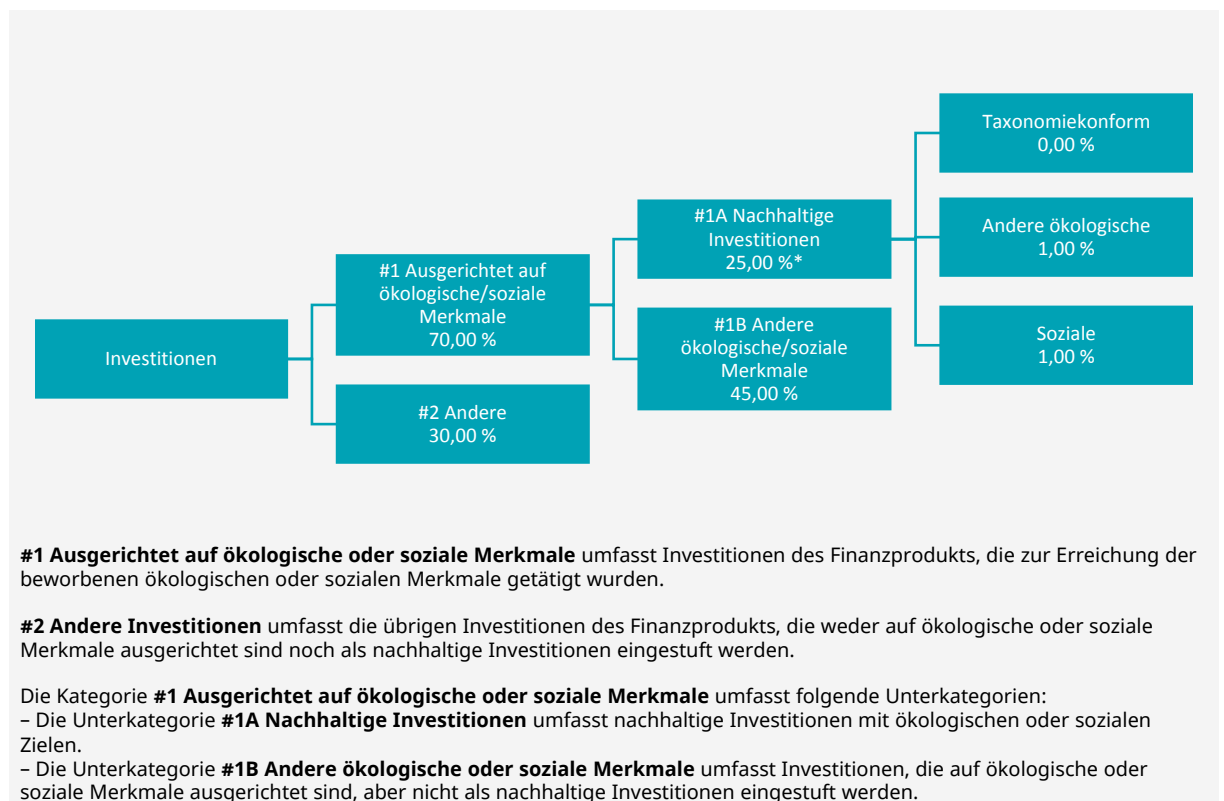 Investitionen
#1 Ausgerichtet auf
ökologische/soziale
Merkmale
70,00 %
#2 Andere
30,00 %
#1A Nachhaltige
Investitionen
25,00 %*
#1B Andere
ökologische/soziale
Merkmale
45,00 %
Taxonomiekonform
0,00 %
Andere ökologische
1,00 %
Soziale
1,00 %
#1 Ausgerichtet auf ökologische oder soziale Merkmale umfasst Investitionen des Finanzprodukts, die zur Erreichung der
beworbenen ökologischen oder sozialen Merkmale getätigt wurden.
#2 Andere Investitionen umfasst die übrigen Investitionen des Finanzprodukts, die weder auf ökologische oder soziale
Merkmale ausgerichtet sind noch als nachhaltige Investitionen eingestuft werden.
Die Kategorie #1 Ausgerichtet auf ökologische oder soziale Merkmale umfasst folgende Unterkategorien:
– Die Unterkategorie #1A Nachhaltige Investitionen umfasst nachhaltige Investitionen mit ökologischen oder sozialen
Zielen.
– Die Unterkategorie #1B Andere ökologische oder soziale Merkmale umfasst Investitionen, die auf ökologische oder
soziale Merkmale ausgerichtet sind, aber nicht als nachhaltige Investitionen eingestuft werden.